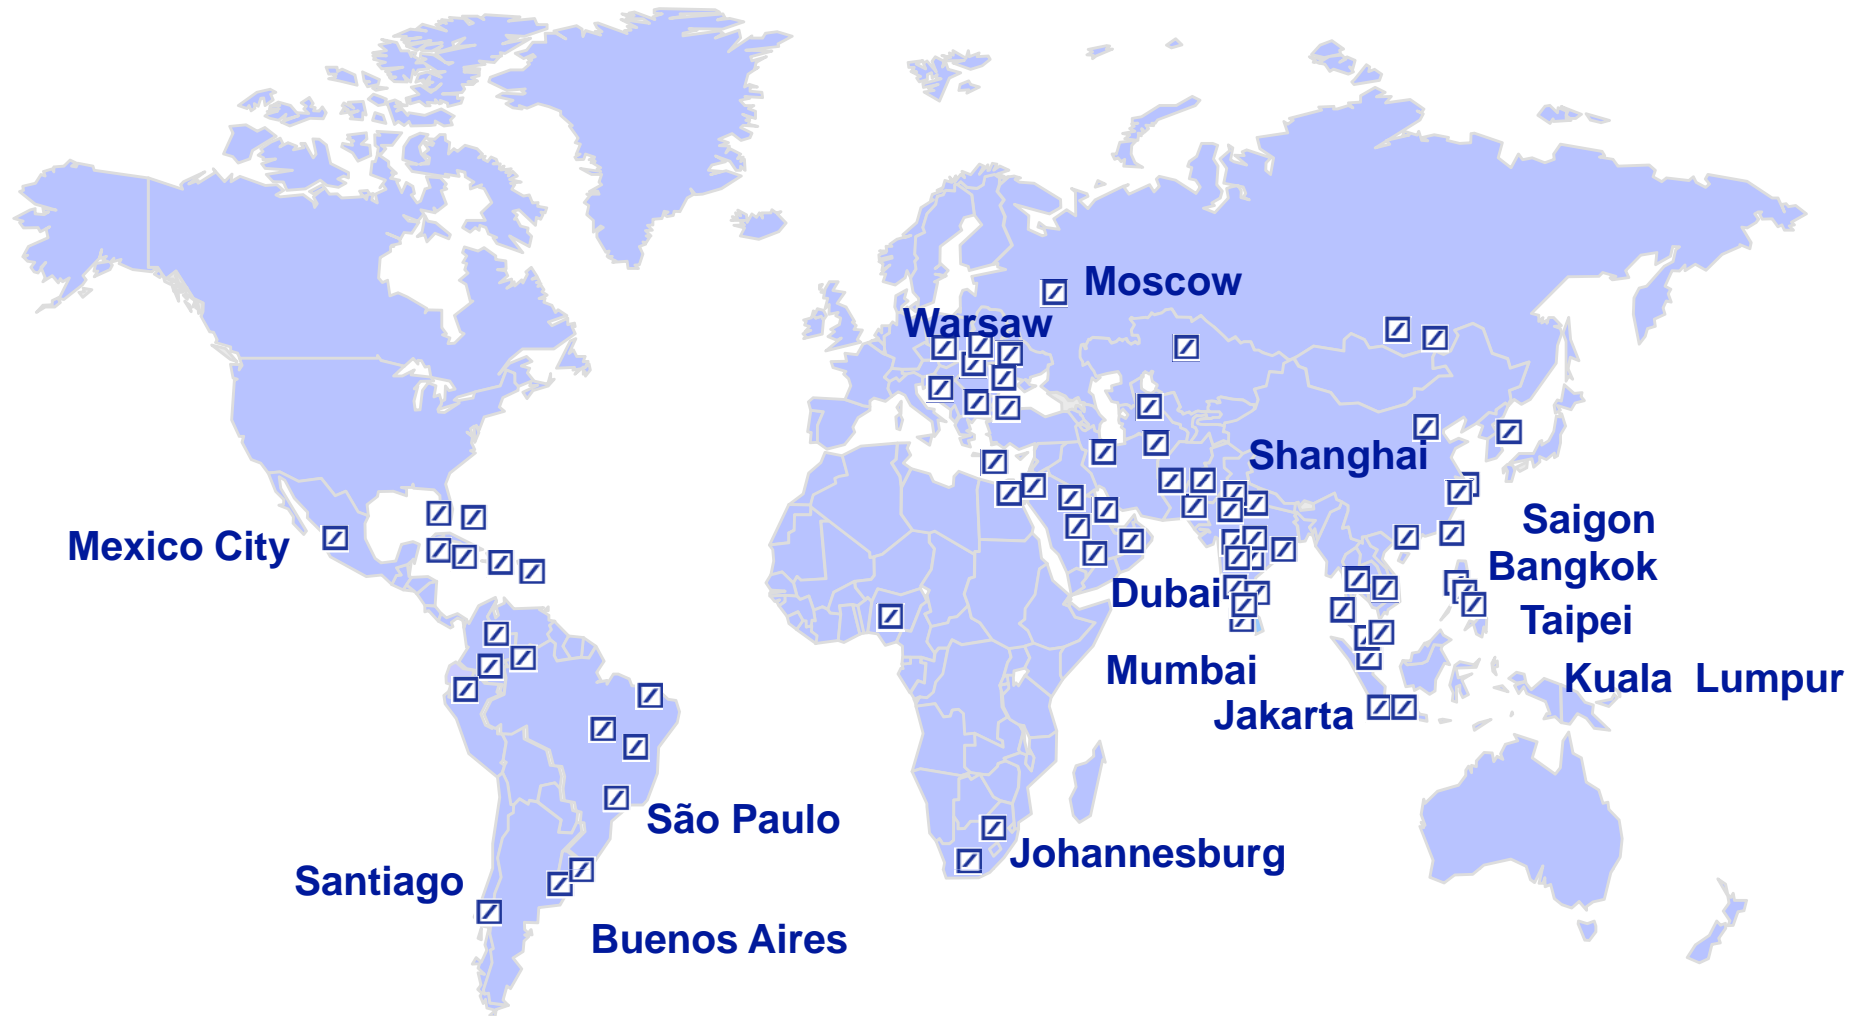 Moscow
Warsaw
Shanghai
Saigon
Mexico City
Bangkok
Dubai
Taipei
Mumbai
Kuala Lumpur
Jakarta
São Paulo
Johannesburg
Santiago
Buenos Aires